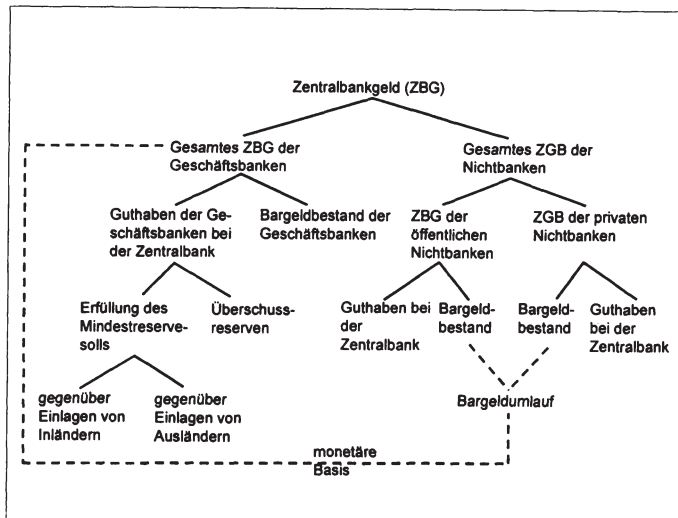 Zentralbankgeld (ZBG)
Gesamtes ZBG der
Geschäftsbanken
Gesamtes ZGB der
Nichtbanken
Guthaben der Ge-
schäftsbanken bei
der Zentralbank
Bargeldbestand der
Geschäftsbanken
ZBG der
öffentlichen
Nichtbanken
ZGB der privaten
Nichtbanken
Erfüllung des
Mindestreserve-
solls
Überschuss-
reserven
Guthaben bei
der
Zentralbank
Bargeld-
bestand
Bargeld-
bestand
Guthaben
bei der
Zentralbank
gegenüber
Einlagen von
Inländern
gegenüber
Einlagen von
Ausländern
Bargeldumlauf
monetäre
Basis